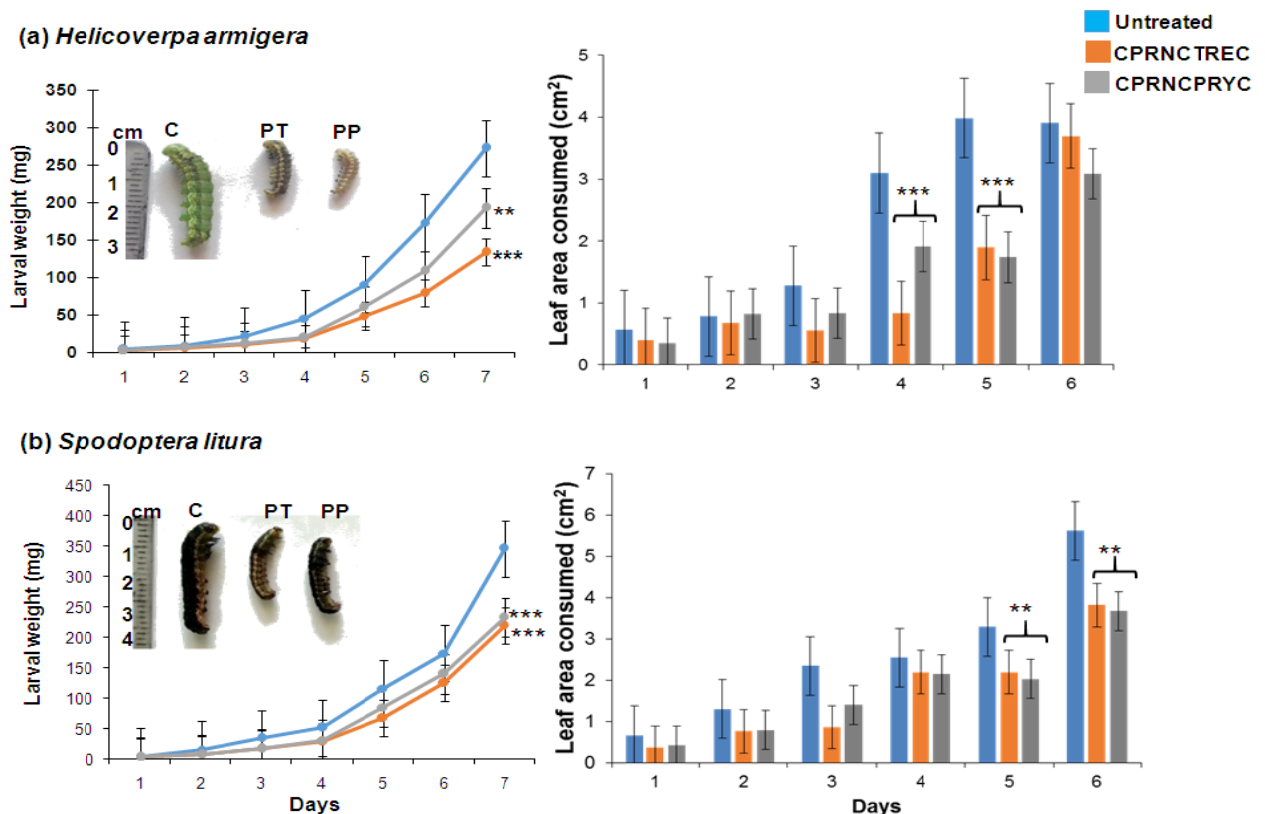 Untreated
CPRNCTREC
CPRNCPRYC
(a) Helicoverpa armigera
Larval weight (mg)
350
300
250
200
150
100
50
0
cm
0
1
2
3
C
PT
PP
**
***
1 2 3 4 5 6 7
Leaf area consumed (cm²)
5
4
3
2
1
0
***
***
1 2 3 4 5 6
(b) Spodoptera litura
Larval weight (mg)
450
400
350
300
250
200
150
100
50
0
cm
0
1
2
3
4
C
PT
PP
***
***
1 2 3 4 5 6 7
Days
Leaf area consumed (cm²)
7
6
5
4
3
2
1
0
**
**
1 2 3 4 5 6
Days